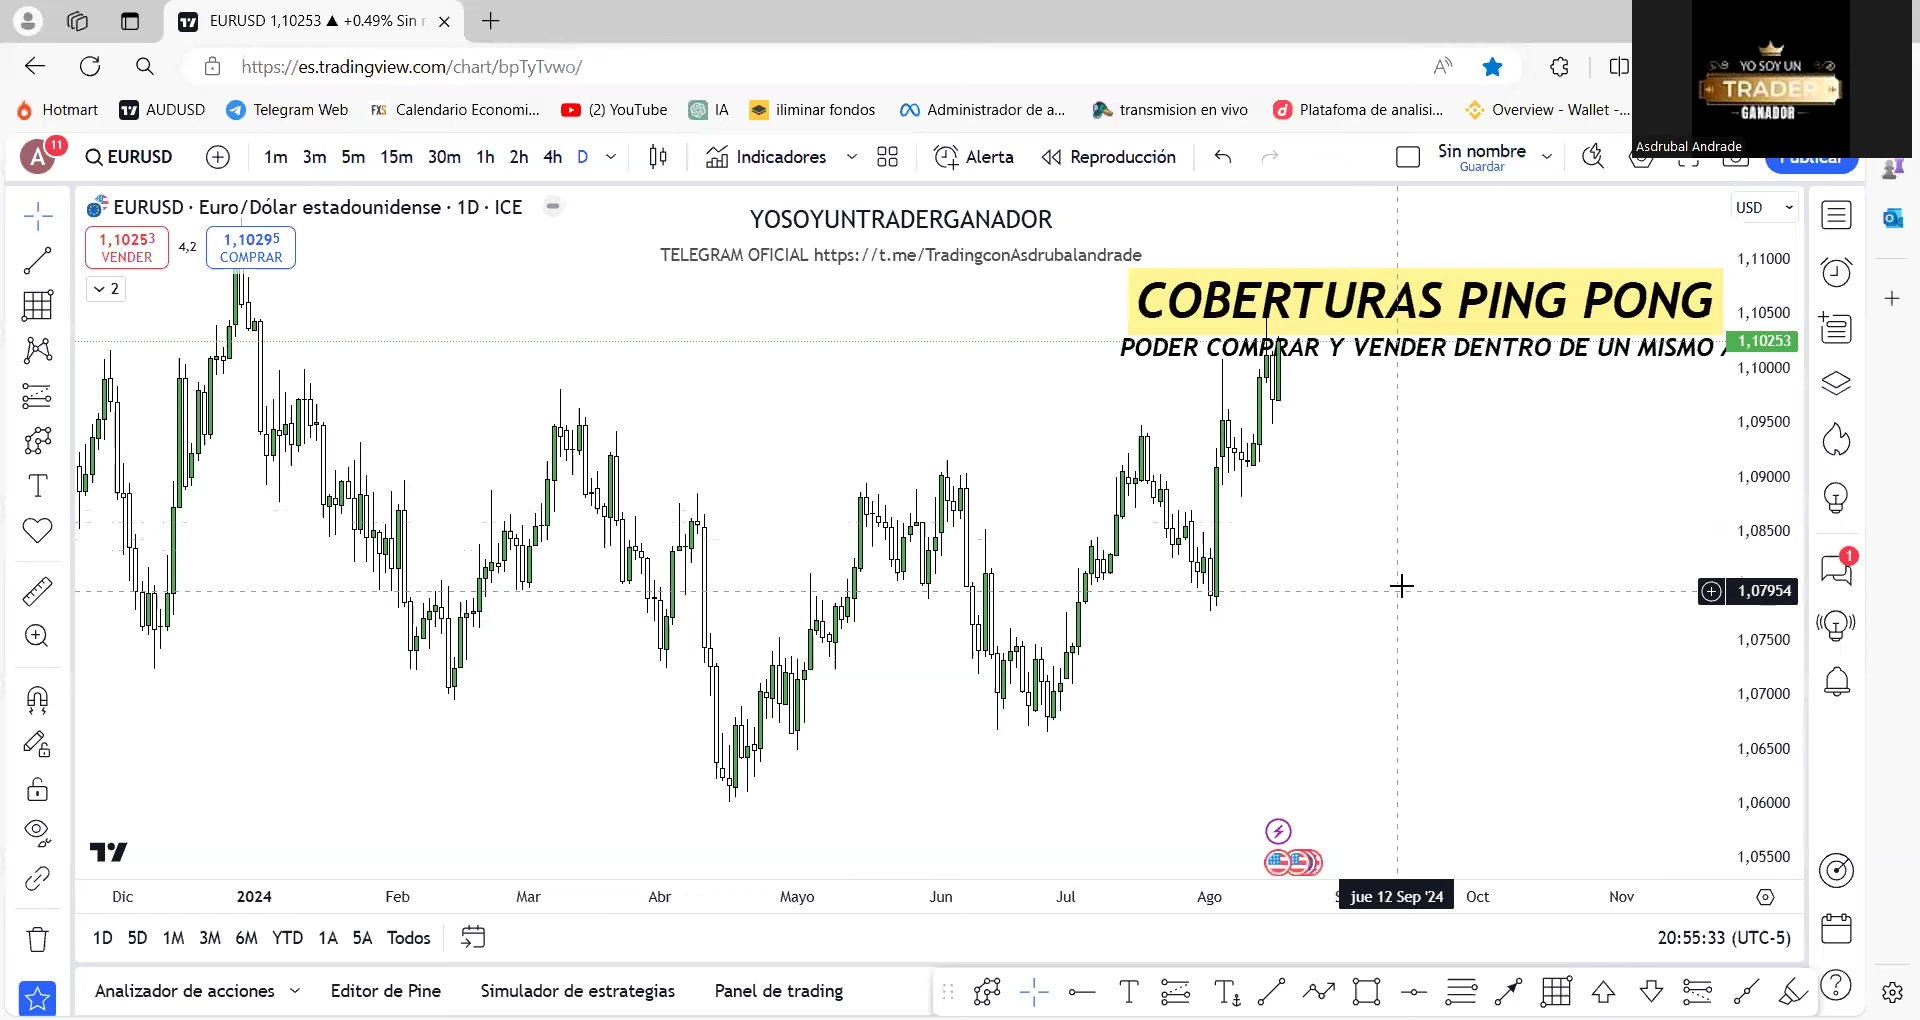 EURUSD 1,10253 ▲ +0.49% Sin
https://es.tradingview.com/chart/bpTyTvwo/
YO SOY UN
TRADER
GANADOR
Asdrubal Andrade
Hotmart AUDUSD Telegram Web FXS Calendario Economi... (2) YouTube IA iliminar fondos Administrador de a... transmision en vivo Platafoma de analisi... Overview - Wallet -...
A 11 EURUSD 1m 3m 5m 15m 30m 1h 2h 4h D Indicadores Alerta Reproducción Sin nombre
Guardar Publicar
EURUSD · Euro/Dólar estadounidense · 1D · ICE
USD
YOSOYUNTRADERGANADOR
1,10253 4,2 1,10295
VENDER COMPRAR
TELEGRAM OFICIAL https://t.me/TradingconAsdrubalandrade
2
COBERTURAS PING PONG
PODER COMPRAR Y VENDER DENTRO DE UN MISMO
1,11000
1,10500
1,10253
1,10000
1,09500
1,09000
1,08500
1
1,07954
1,07500
1,07000
1,06500
1,06000
1,05500
Dic 2024 Feb Mar Abr Mayo Jun Jul Ago jue 12 Sep '24 Oct Nov
1D 5D 1M 3M 6M YTD 1A 5A Todos
20:55:33 (UTC-5)
Analizador de acciones Editor de Pine Simulador de estrategias Panel de trading